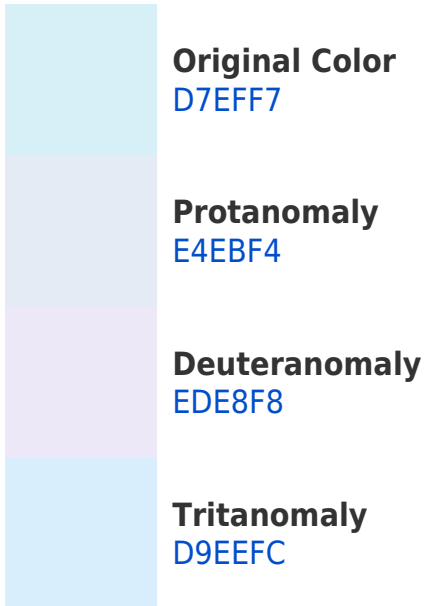 Original Color
D7EFF7
Protanomaly
E4EBF4
Deuteranomaly
EDE8F8
Tritanomaly
D9EEFC